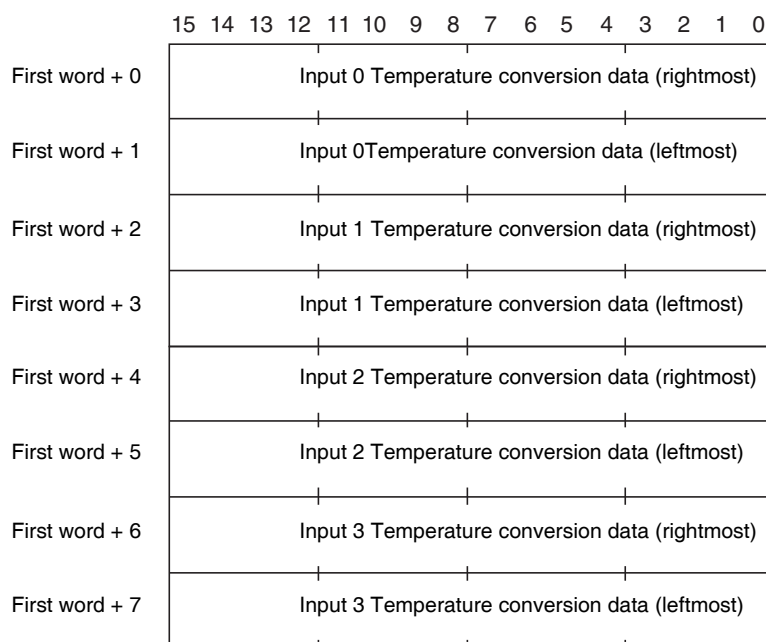 15 14 13 12 11 10 9 8 7 6 5 4 3 2 1 0
First word + 0 Input 0 Temperature conversion data (rightmost)
First word + 1 Input 0Temperature conversion data (leftmost)
First word + 2 Input 1 Temperature conversion data (rightmost)
First word + 3 Input 1 Temperature conversion data (leftmost)
First word + 4 Input 2 Temperature conversion data (rightmost)
First word + 5 Input 2 Temperature conversion data (leftmost)
First word + 6 Input 3 Temperature conversion data (rightmost)
First word + 7 Input 3 Temperature conversion data (leftmost)